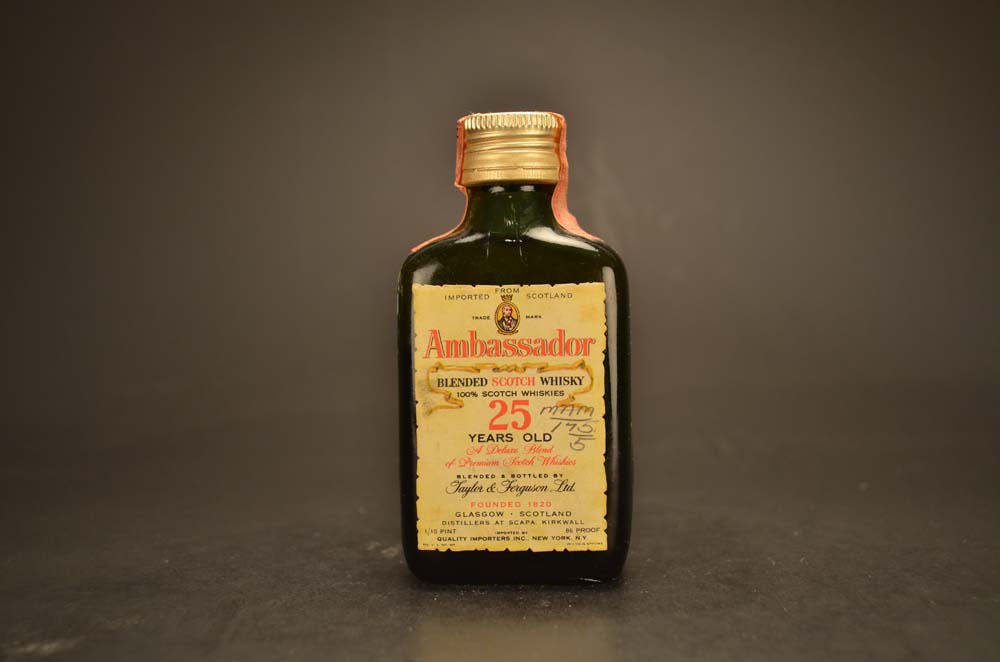 FROM
IMPORTED SCOTLAND
TRADE MARK
Ambassador
BLENDED SCOTCH WHISKY
100% SCOTCH WHISKIES
25
YEARS OLD
A Deluxe Blend
of Premium Scotch Whiskies
BLENDED & BOTTLED BY
Taylor & Ferguson, Ltd.
FOUNDED 1820
GLASGOW · SCOTLAND
DISTILLERS AT SCAPA, KIRKWALL
1/10 PINT 86 PROOF
IMPORTED BY
QUALITY IMPORTERS INC., NEW YORK, N.Y.